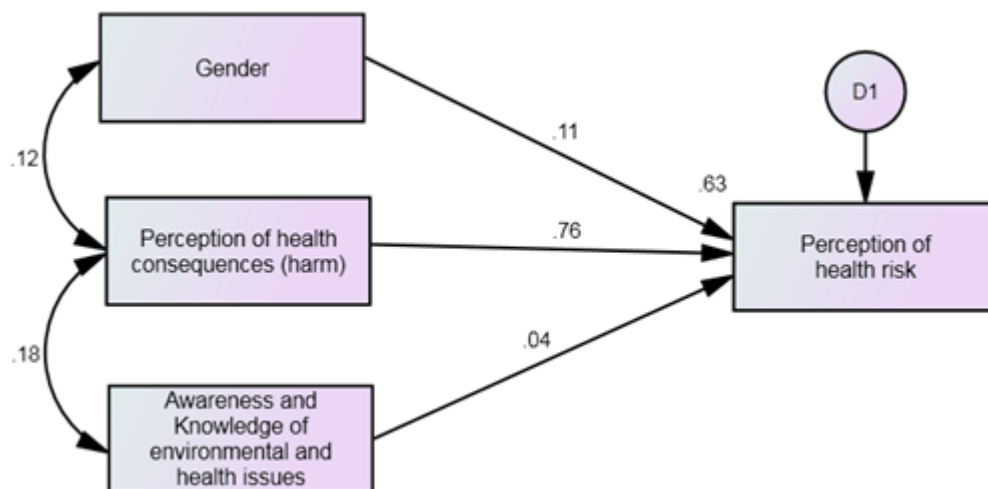 Gender
D1
.11
.12
.63
Perception of health
consequences (harm)
.76
Perception of
health risk
.18
.04
Awareness and
Knowledge of
environmental and
health issues